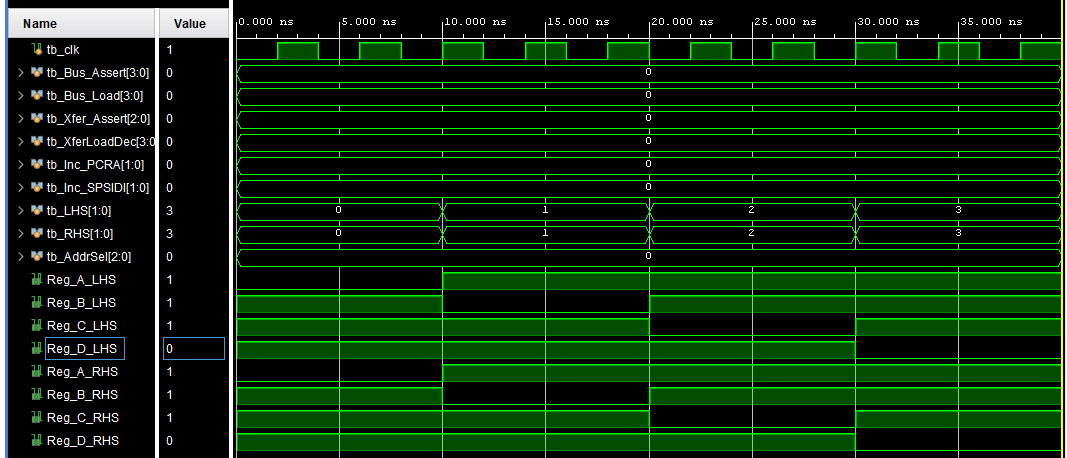 Name Value 0.000 ns 5.000 ns 10.000 ns 15.000 ns 20.000 ns 25.000 ns 30.000 ns 35.000 ns
tb_clk 1
tb_Bus_Assert[3:0] 0 0
tb_Bus_Load[3:0] 0 0
tb_Xfer_Assert[2:0] 0 0
tb_XferLoadDec[3:0 0 0
tb_Inc_PCRA[1:0] 0 0
tb_Inc_SPSIDI[1:0] 0 0
tb_LHS[1:0] 3 0 1 2 3
tb_RHS[1:0] 3 0 1 2 3
tb_AddrSel[2:0] 0 0
Reg_A_LHS 1
Reg_B_LHS 1
Reg_C_LHS 1
Reg_D_LHS 0
Reg_A_RHS 1
Reg_B_RHS 1
Reg_C_RHS 1
Reg_D_RHS 0